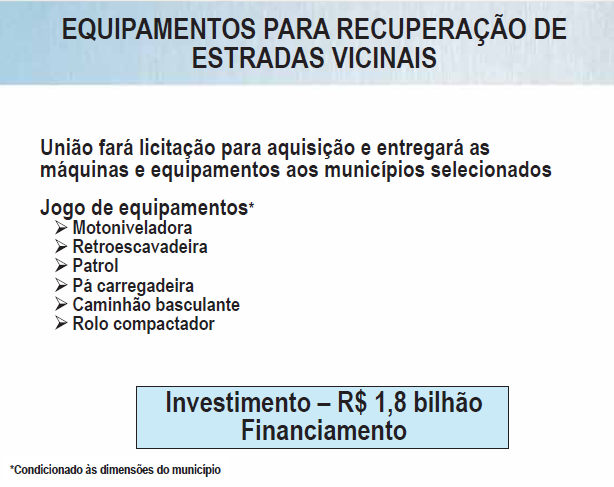 EQUIPAMENTOS PARA RECUPERAÇÃO DE
ESTRADAS VICINAIS
União fará licitação para aquisição e entregará as
máquinas e equipamentos aos municípios selecionados
Jogo de equipamentos*
➢ Motoniveladora
➢ Retroescavadeira
➢ Patrol
➢ Pá carregadeira
➢ Caminhão basculante
➢ Rolo compactador
Investimento – R$ 1,8 bilhão
Financiamento
*Condicionado às dimensões do município